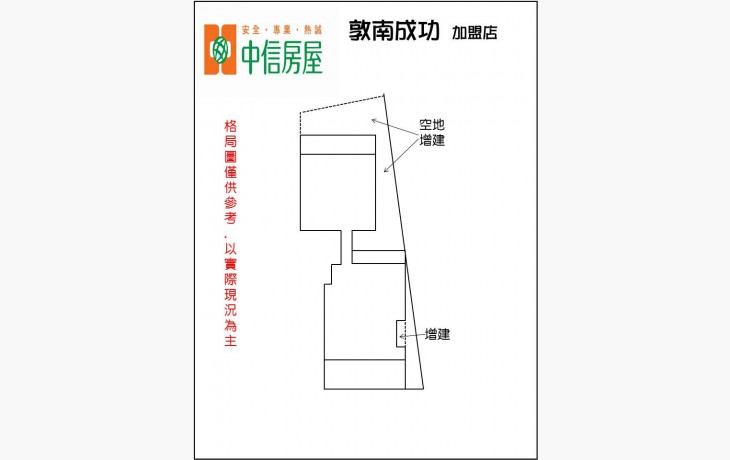 安全・專業・熱誠
中信房屋
敦南成功 加盟店
格局圖僅供參考．以實際現況為主
空地
增建
增建